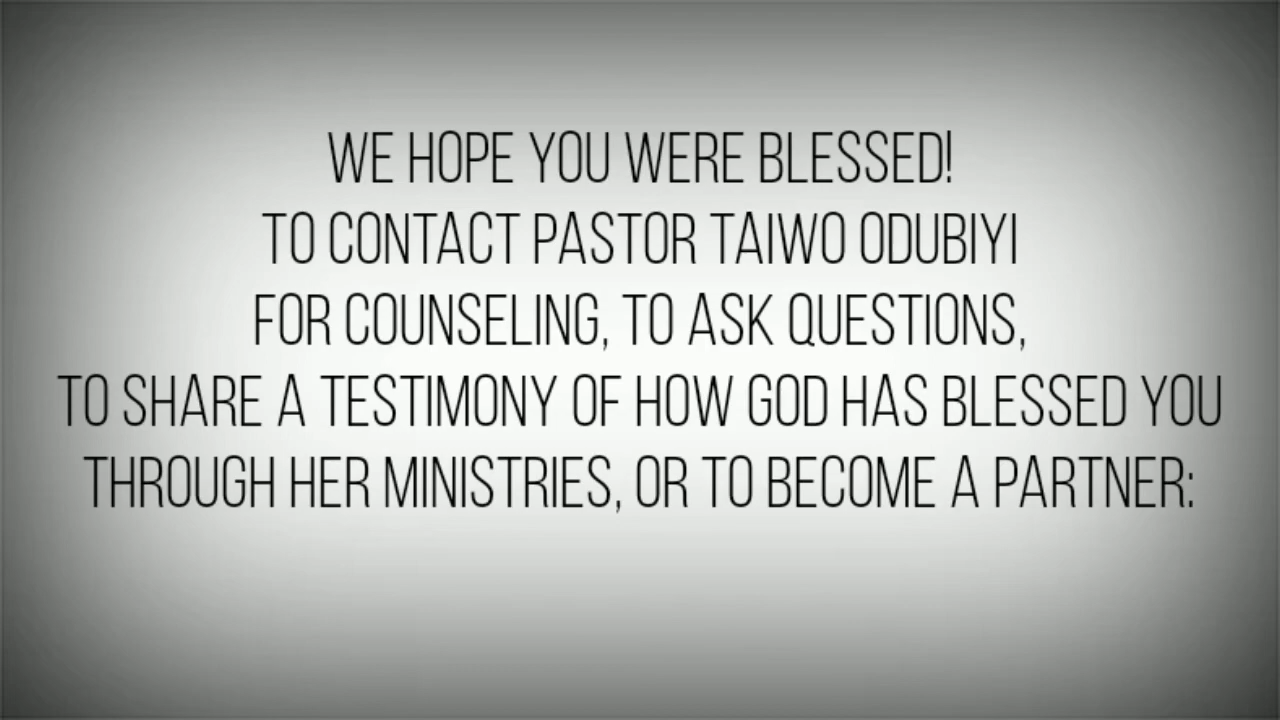 WE HOPE YOU WERE BLESSED!
TO CONTACT PASTOR TAIWO ODUBIYI
FOR COUNSELING, TO ASK QUESTIONS,
TO SHARE A TESTIMONY OF HOW GOD HAS BLESSED YOU
THROUGH HER MINISTRIES, OR TO BECOME A PARTNER: